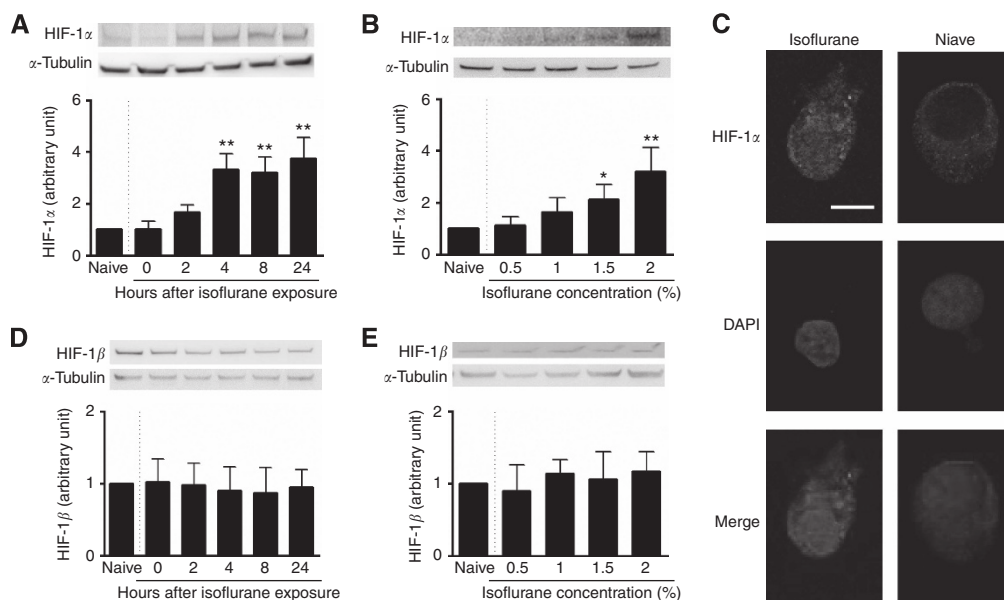 A
HIF-1α
α-Tubulin
HIF-1α (arbitrary unit)
6
4
2
0
** ** **
Naive 0 2 4 8 24
Hours after isoflurane exposure
B
HIF-1α
α-Tubulin
HIF-1α (arbitrary unit)
6
4
2
0
* **
Naive 0.5 1 1.5 2
Isoflurane concentration (%)
C
Isoflurane Niave
HIF-1α
DAPI
Merge
D
HIF-1β
α-Tubulin
HIF-1β (arbitrary unit)
2
1
0
Naive 0 2 4 8 24
Hours after isoflurane exposure
E
HIF-1β
α-Tubulin
HIF-1β (arbitrary unit)
2
1
0
Naive 0.5 1 1.5 2
Isoflurane concentration (%)